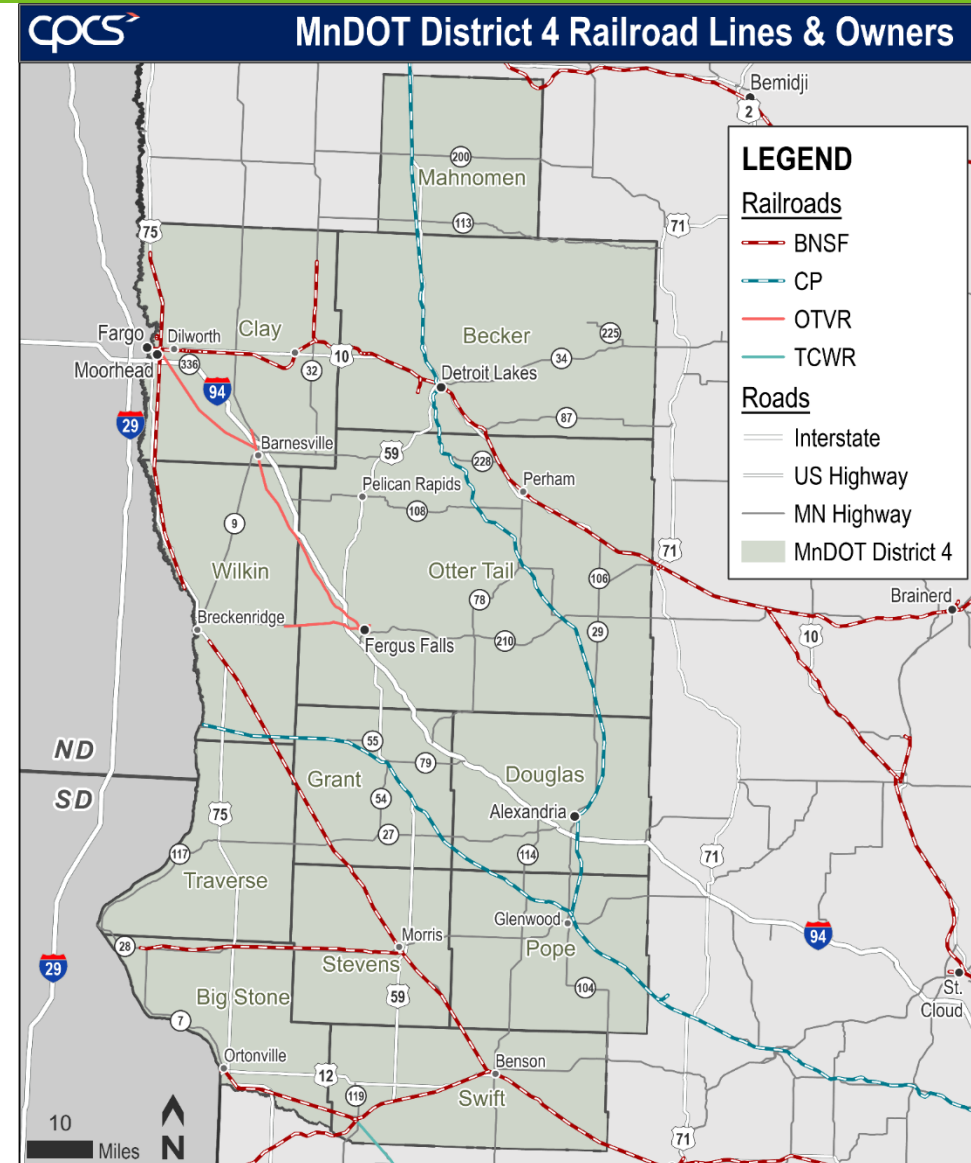 CPCS
MnDOT District 4 Railroad Lines & Owners
Bemidji
2
LEGEND
Railroads
BNSF
CP
OTVR
TCWR
Roads
Interstate
US Highway
MN Highway
MnDOT District 4
200
Mahnomen
113
71
75
Fargo
Dilworth
Clay
Becker
225
Moorhead
336
32
10
34
Detroit Lakes
94
29
87
Barnesville
59
228
Pelican Rapids
Perham
108
9
71
Wilkin
Otter Tail
106
78
Brainerd
Breckenridge
Fergus Falls
210
29
10
ND
SD
55
79
Grant
Douglas
54
75
Alexandria
27
117
114
71
Traverse
Glenwood
94
28
Morris
Pope
29
Stevens
104
St.
Cloud
Big Stone
59
7
Ortonville
Benson
12
119
Swift
10
Miles
N
71